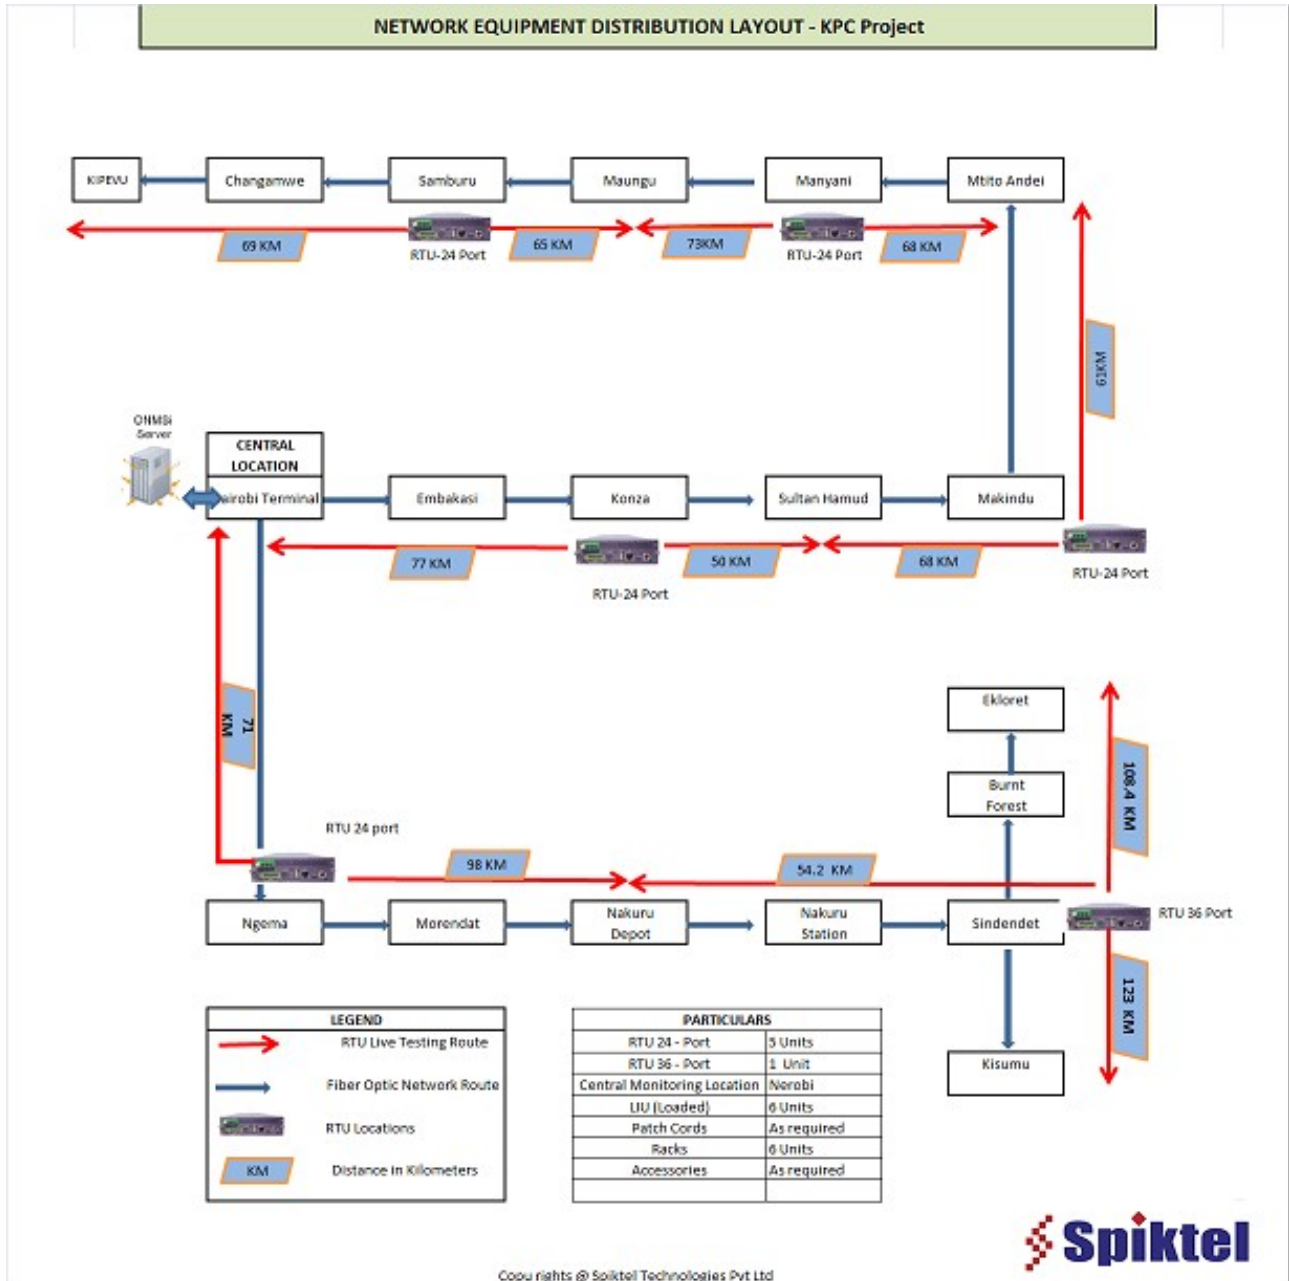 NETWORK EQUIPMENT DISTRIBUTION LAYOUT - KPC Project
KIPEVU
Changamwe
Samburu
Maungu
Manyani
Mtito Andei
69 KM
65 KM
73KM
68 KM
RTU-24 Port
RTU-24 Port
61KM
ONMSi
Server
CENTRAL
LOCATION
airobi Terminal
Embakasi
Konza
Sultan Hamud
Makindu
77 KM
50 KM
68 KM
RTU-24 Port
RTU-24 Port
71
KM
Ekloret
Burnt
Forest
108.4 KM
RTU 24 port
98 KM
54.2 KM
Ngema
Morendat
Nakuru
Depot
Nakuru
Station
Sindendet
RTU 36 Port
123 KM
Kisumu
LEGEND
RTU Live Testing Route
Fiber Optic Network Route
RTU Locations
KM
Distance in Kilometers
PARTICULARS
RTU 24 - Port 5 Units
RTU 36 - Port 1 Unit
Central Monitoring Location Nerobi
LIU (Loaded) 6 Units
Patch Cords As required
Racks 6 Units
Accessories As required
Spiktel
Copy rights @ Spiktel Technologies Pvt Ltd